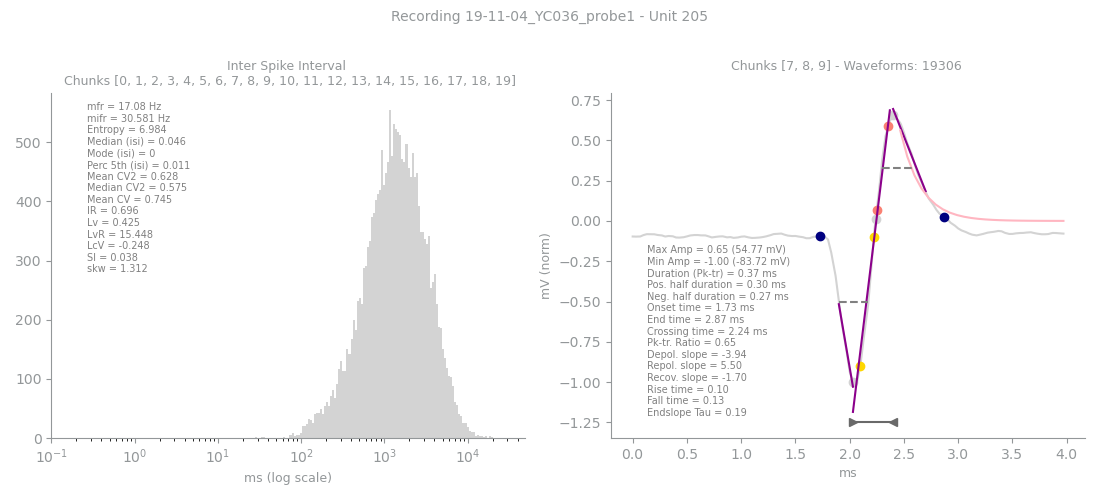 Recording 19-11-04_YC036_probe1 - Unit 205
Inter Spike Interval
Chunks [0, 1, 2, 3, 4, 5, 6, 7, 8, 9, 10, 11, 12, 13, 14, 15, 16, 17, 18, 19]
mfr = 17.08 Hz
mifr = 30.581 Hz
Entropy = 6.984
Median (isi) = 0.046
Mode (isi) = 0
Perc 5th (isi) = 0.011
Mean CV2 = 0.628
Median CV2 = 0.575
Mean CV = 0.745
IR = 0.696
Lv = 0.425
LvR = 15.448
LcV = -0.248
SI = 0.038
skw = 1.312
500
400
300
200
100
0
10⁻¹ 10⁰ 10¹ 10² 10³ 10⁴
ms (log scale)
Chunks [7, 8, 9] - Waveforms: 19306
mV (norm)
0.75
0.50
0.25
0.00
−0.25
−0.50
−0.75
−1.00
−1.25
Max Amp = 0.65 (54.77 mV)
Min Amp = -1.00 (-83.72 mV)
Duration (Pk-tr) = 0.37 ms
Pos. half duration = 0.30 ms
Neg. half duration = 0.27 ms
Onset time = 1.73 ms
End time = 2.87 ms
Crossing time = 2.24 ms
Pk-tr. Ratio = 0.65
Depol. slope = -3.94
Repol. slope = 5.50
Recov. slope = -1.70
Rise time = 0.10
Fall time = 0.13
Endslope Tau = 0.19
0.0 0.5 1.0 1.5 2.0 2.5 3.0 3.5 4.0
ms